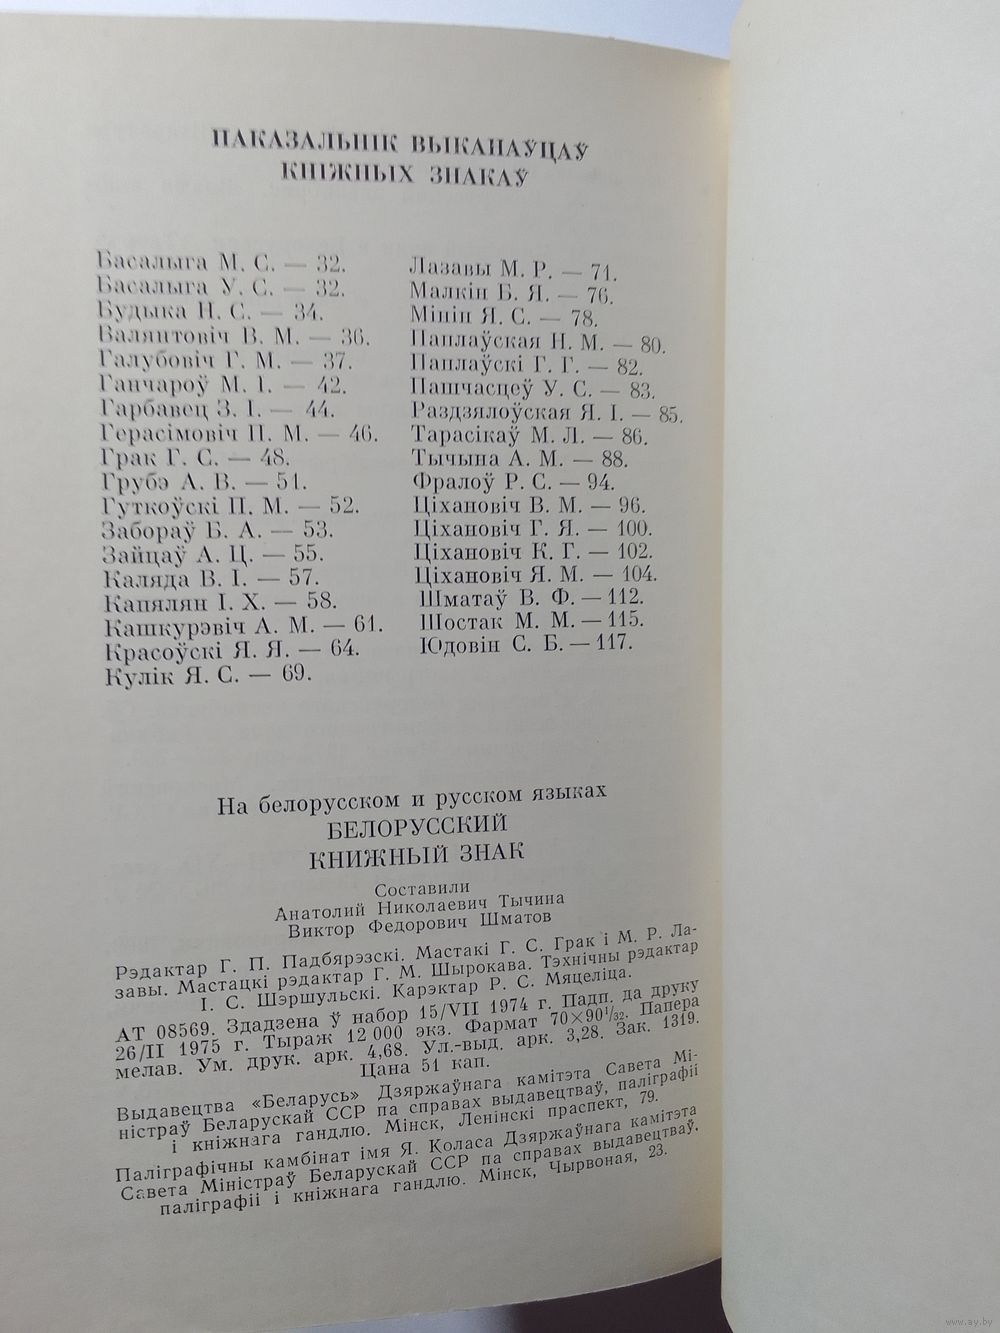 ПАКАЗАЛЬНІК ВЫКАНАЎЦАЎ
КНІЖНЫХ ЗНАКАЎ
Басалыга М. С. — 32.
Басалыга У. С. — 32.
Будыка Н. С. — 34.
Валянтовіч В. М. — 36.
Галубовіч Г. М. — 37.
Ганчароў М. І. — 42.
Гарбавец З. І. — 44.
Герасімовіч П. М. — 46.
Грак Г. С. — 48.
Грубэ А. В. — 51.
Гуткоўскі П. М. — 52.
Забораў Б. А. — 53.
Зайцаў А. Ц. — 55.
Каляда В. І. — 57.
Капялян І. Х. — 58.
Кашкурэвіч А. М. — 61.
Красоўскі Я. Я. — 64.
Кулік Я. С. — 69.
Лазавы М. Р. — 71.
Малкін Б. Я. — 76.
Мінін Я. С. — 78.
Паплаўская Н. М. — 80.
Паплаўскі Г. Г. — 82.
Пашчасцеў У. С. — 83.
Раздзялоўская Я. І. — 85.
Тарасікаў М. Л. — 86.
Тычына А. М. — 88.
Фралоў Р. С. — 94.
Ціхановіч В. М. — 96.
Ціхановіч Г. Я. — 100.
Ціхановіч К. Г. — 102.
Ціхановіч Я. М. — 104.
Шматаў В. Ф. — 112.
Шостак М. М. — 115.
Юдовін С. Б. — 117.
На белорусском и русском языках
БЕЛОРУССКИЙ
КНИЖНЫЙ ЗНАК
Составили
Анатолий Николаевич Тычина
Виктор Федорович Шматов
Рэдактар Г. П. Падбярэзскі. Мастакі Г. С. Грак і М. Р. Ла-
завы. Мастацкі рэдактар Г. М. Шырокава. Тэхнічны рэдактар
І. С. Шэршульскі. Карэктар Р. С. Мяцеліца.
АТ 08569. Здадзена ў набор 15/VII 1974 г. Падп. да друку
26/II 1975 г. Тыраж 12 000 экз. Фармат 70×90¹/₃₂. Папера
мелав. Ум. друк. арк. 4,68. Ул.-выд. арк. 3,28. Зак. 1319.
Цана 51 кап.
Выдавецтва «Беларусь» Дзяржаўнага камітэта Савета Мі-
ністраў Беларускай ССР па справах выдавецтваў, паліграфіі
і кніжнага гандлю. Мінск, Ленінскі праспект, 79.
Паліграфічны камбінат імя Я. Коласа Дзяржаўнага камітэта
Савета Міністраў Беларускай ССР па справах выдавецтваў,
паліграфіі і кніжнага гандлю. Мінск, Чырвоная, 23.
www.ay.by